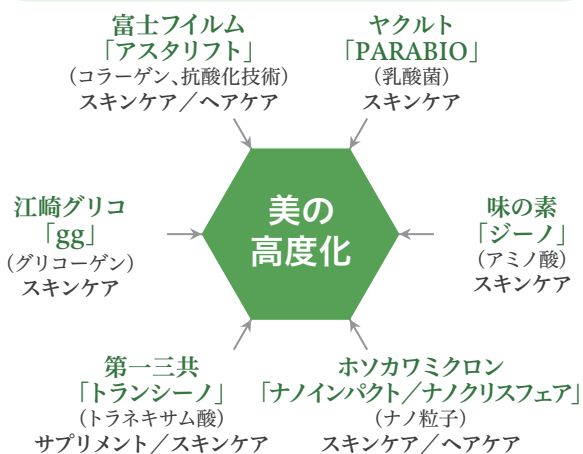 富士フイルム
「アスタリフト」
(コラーゲン、抗酸化技術)
スキンケア／ヘアケア
ヤクルト
「PARABIO」
(乳酸菌)
スキンケア
江崎グリコ
「gg」
(グリコーゲン)
スキンケア
美の
高度化
味の素
「ジーノ」
(アミノ酸)
スキンケア
第一三共
「トランシーノ」
(トラネキサム酸)
サプリメント／スキンケア
ホソカワミクロン
「ナノインパクト／ナノクリスフェア」
(ナノ粒子)
スキンケア／ヘアケア